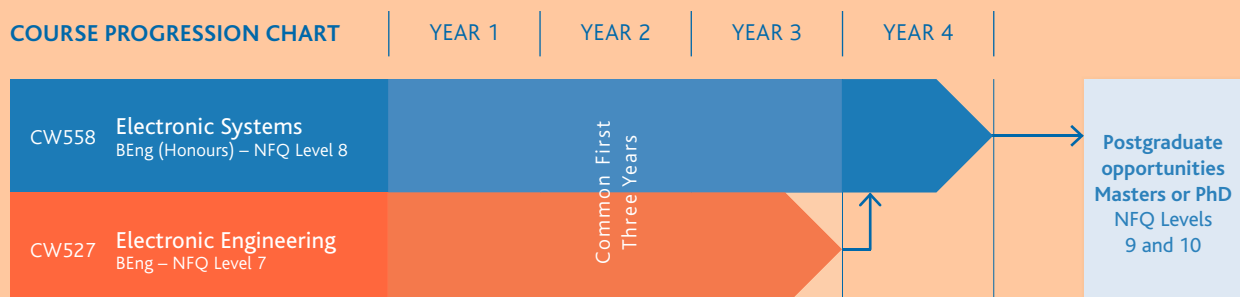 COURSE PROGRESSION CHART
YEAR 1
YEAR 2
YEAR 3
YEAR 4
CW558
Electronic Systems
BEng (Honours) – NFQ Level 8
CW527
Electronic Engineering
BEng – NFQ Level 7
Common First
Three Years
Postgraduate
opportunities
Masters or PhD
NFQ Levels
9 and 10